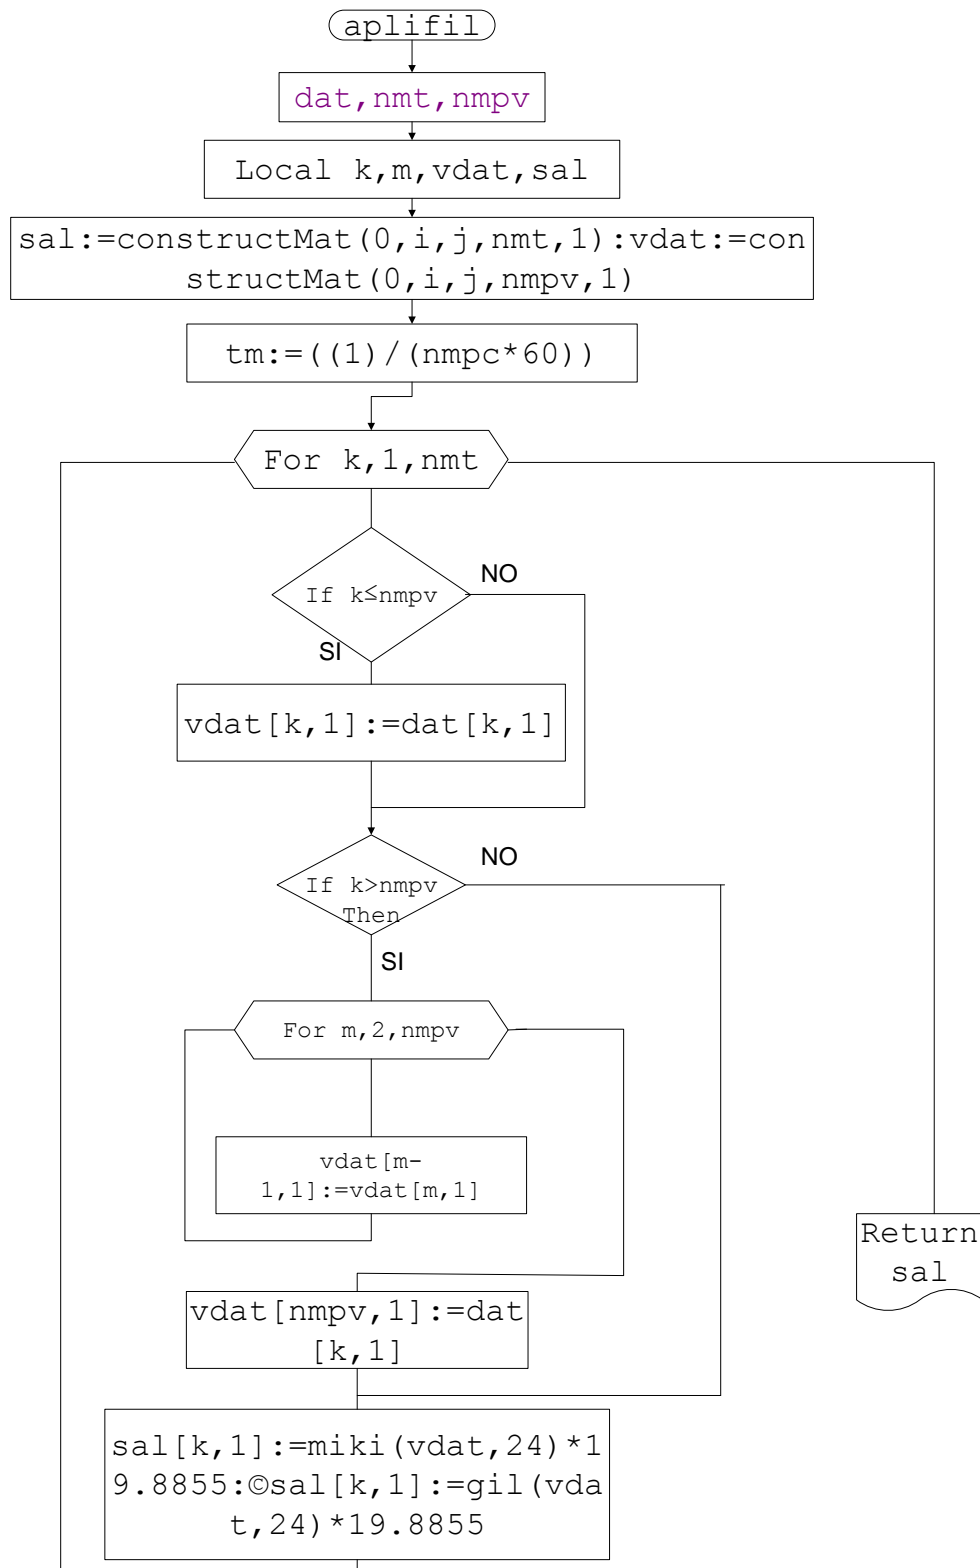 aplifil
dat,nmt,nmpv
Local k,m,vdat,sal
sal:=constructMat(0,i,j,nmt,1):vdat:=con
structMat(0,i,j,nmpv,1)
tm:=((1)/(nmpc*60))
For k,1,nmt
If k≤nmpv
NO
SI
vdat[k,1]:=dat[k,1]
If k>nmpv
Then
NO
SI
For m,2,nmpv
vdat[m-
1,1]:=vdat[m,1]
Return
sal
vdat[nmpv,1]:=dat
[k,1]
sal[k,1]:=miki(vdat,24)*1
9.8855:©sal[k,1]:=gil(vda
t,24)*19.8855